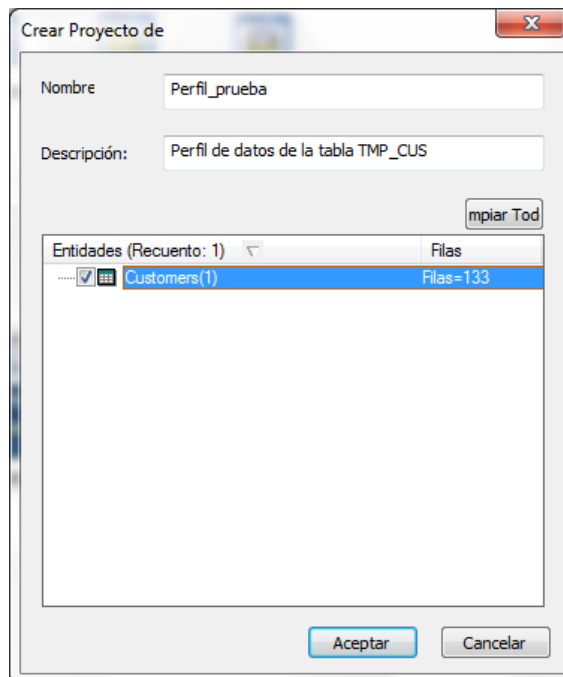 Crear Proyecto de
Nombre
Perfil_prueba
Descripción:
Perfil de datos de la tabla TMP_CUS
mpiar Tod
Entidades (Recuento: 1) Filas
Customers(1) Filas=133
Aceptar Cancelar